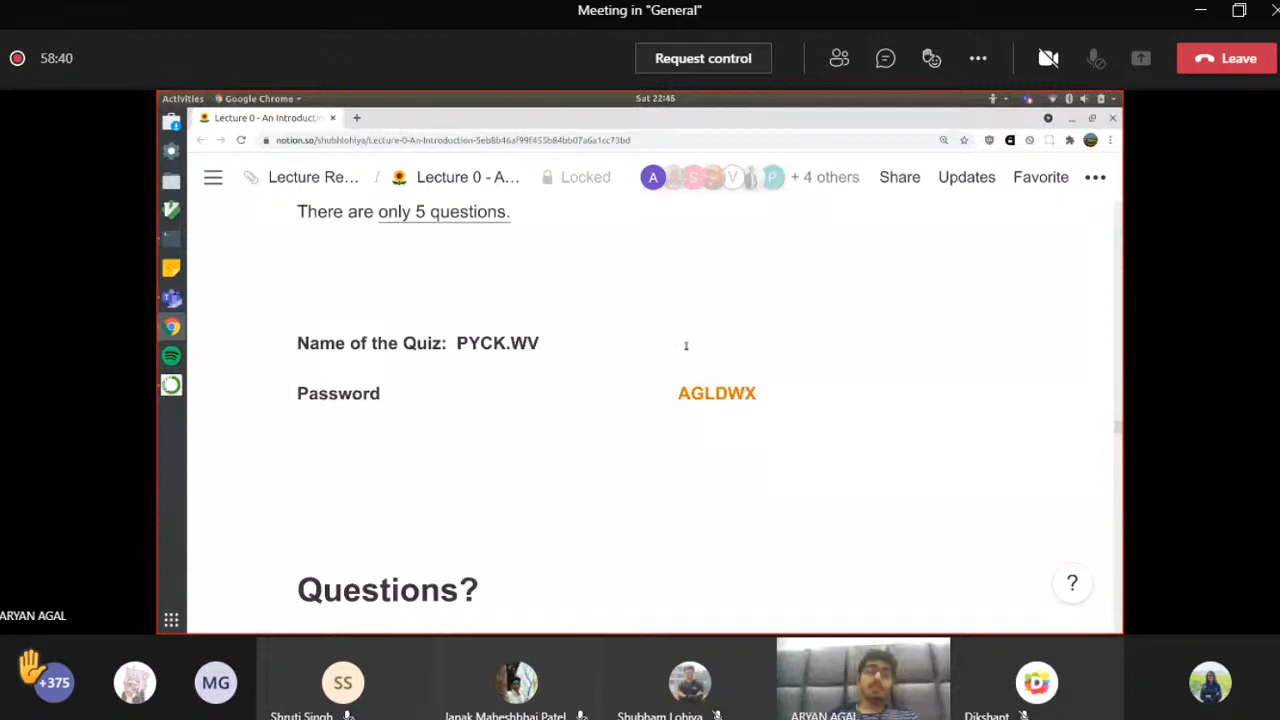 Meeting in "General"
58:40
Request control
Leave
Activities
Google Chrome
Sat 22:45
Lecture 0 - An Introducti
notion.so/shubhlohiya/Lecture-0-An-Introduction-5eb8b46af99f455b84bb07a6a1cc73bd
Lecture Re... / Lecture 0 - A... Locked
A S V P + 4 others Share Updates Favorite
There are only 5 questions.
Name of the Quiz: PYCK.WV
Password AGLDWX
Questions?
?
ARYAN AGAL
+375
MG
SS
Shruti Singh
Janak Maheshbhai Patel
Shubham Lohiya
ARYAN AGAL
Dikshant